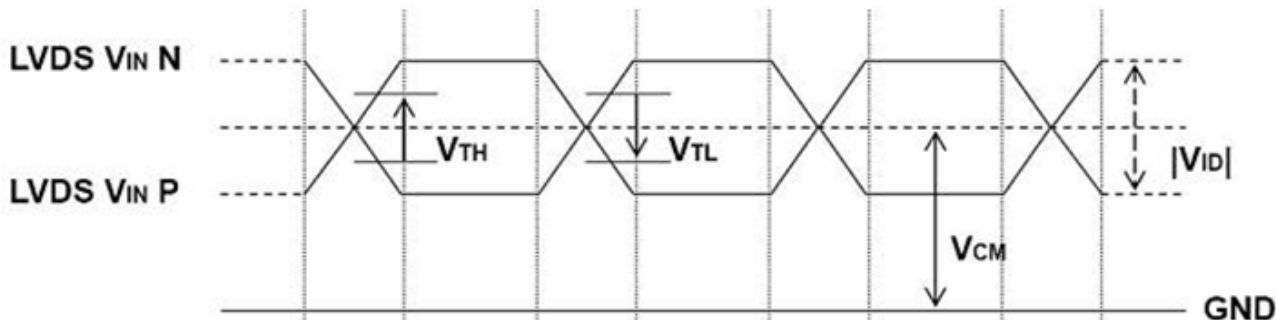 LVDS VIN N
VTH
VTL
|VID|
LVDS VIN P
VCM
GND